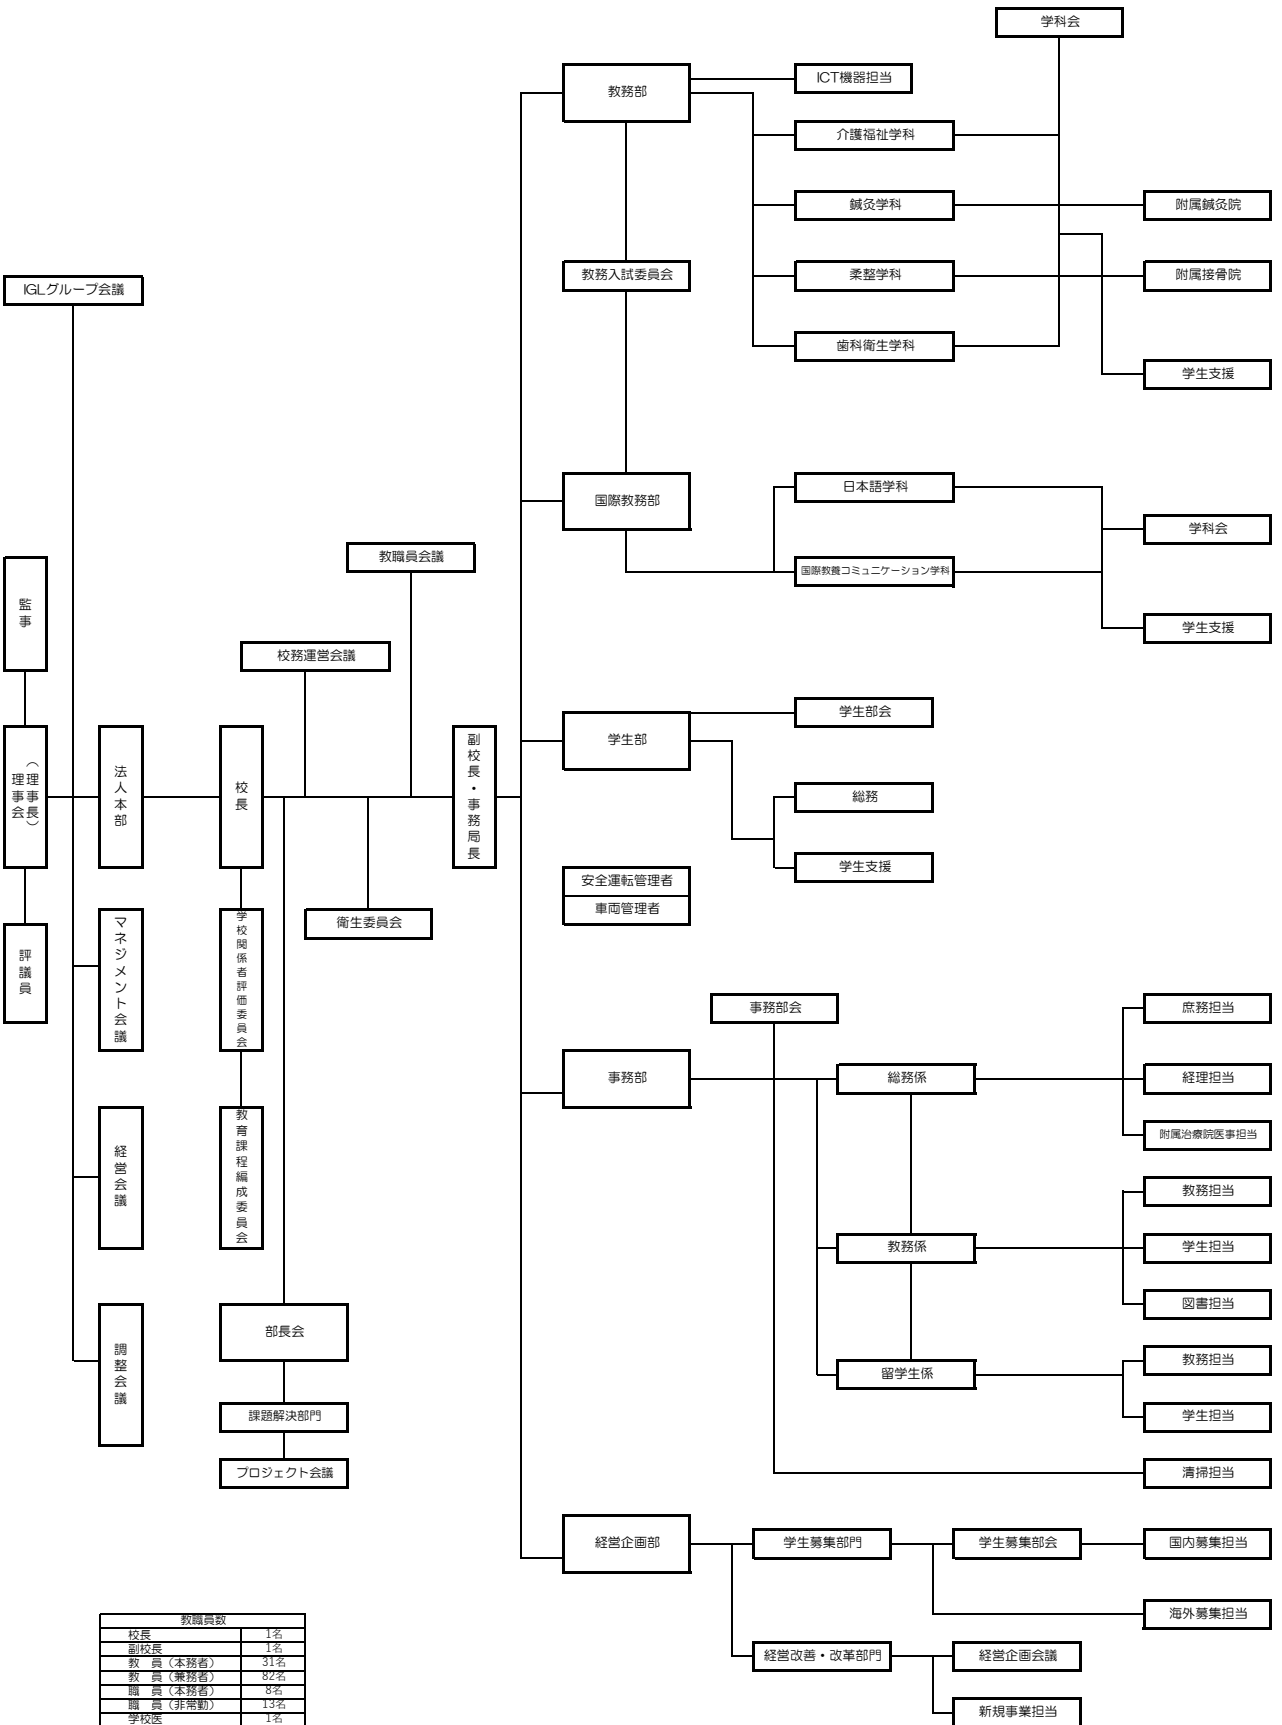 学科会
教務部
ICT機器担当
介護福祉学科
鍼灸学科
附属鍼灸院
教務入試委員会
柔整学科
附属接骨院
IGLグループ会議
歯科衛生学科
学生支援
国際教務部
日本語学科
学科会
教職員会議
国際教養コミュニケーション学科
監事
学生支援
校務運営会議
学生部会
学生部
理事会
（理事長）
法人本部
校長
副校長・事務局長
総務
学生支援
安全運転管理者
車両管理者
評議員
マネジメント会議
学校関係者評価委員会
衛生委員会
事務部会
庶務担当
事務部
総務係
経理担当
附属治療院医事担当
経営会議
教育課程編成委員会
教務担当
教務係
学生担当
図書担当
調整会議
部長会
留学生係
教務担当
学生担当
課題解決部門
プロジェクト会議
清掃担当
経営企画部
学生募集部門
学生募集部会
国内募集担当
海外募集担当
経営改善・改革部門
経営企画会議
新規事業担当
教職員数
校長 1名
副校長 1名
教　員（本務者） 31名
教　員（兼務者） 82名
職　員（本務者） 8名
職　員（非常勤） 13名
学校医 1名